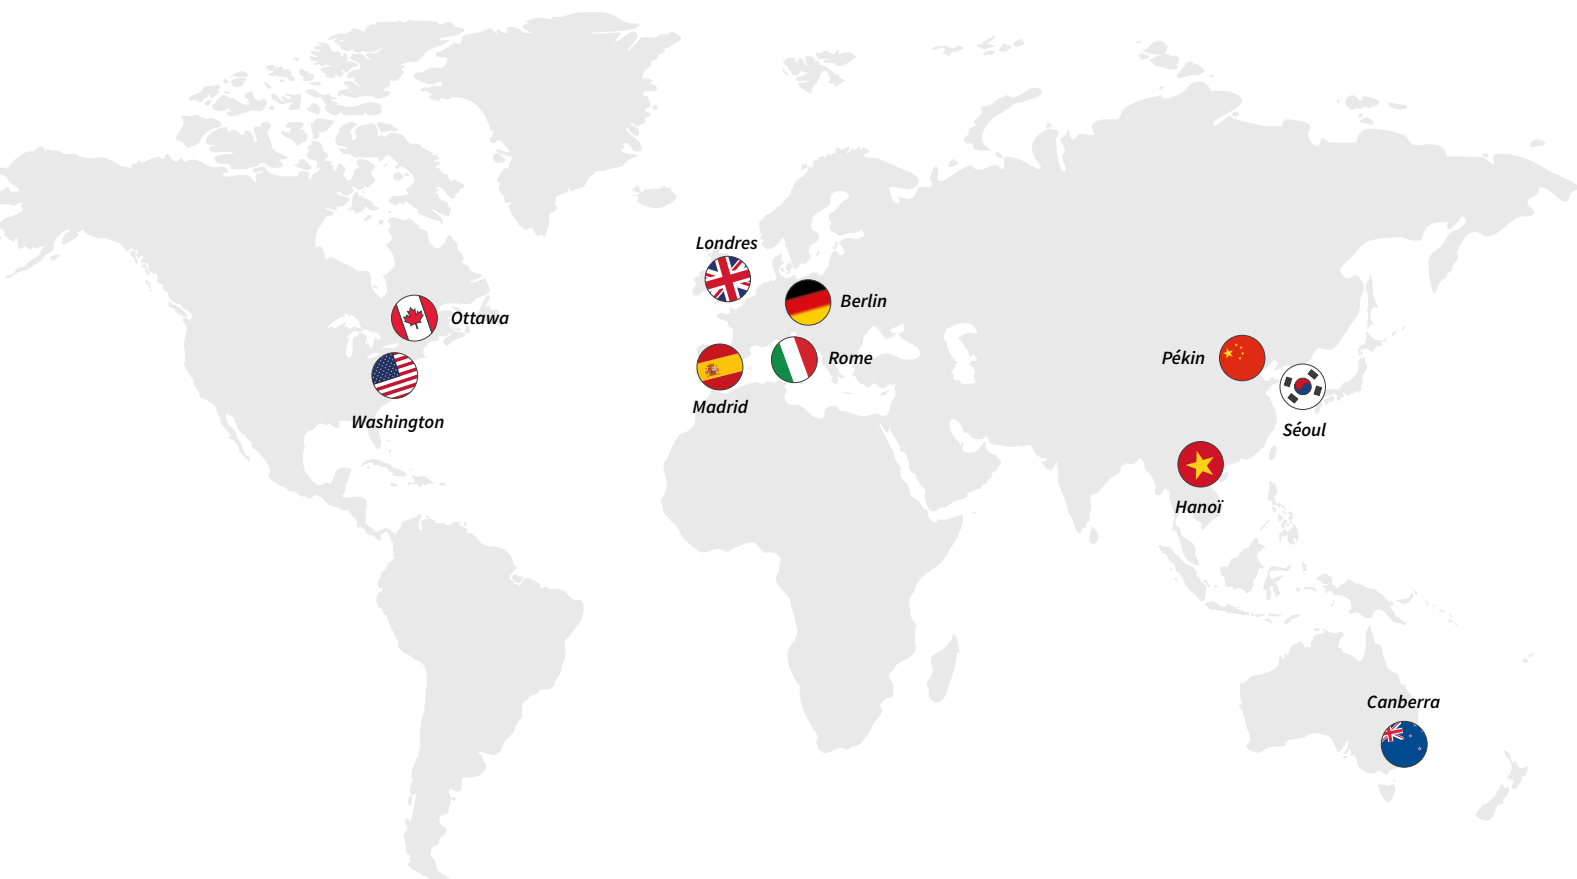 Londres
Berlin
Ottawa
Rome
Pékin
Madrid
Washington
Séoul
Hanoï
Canberra